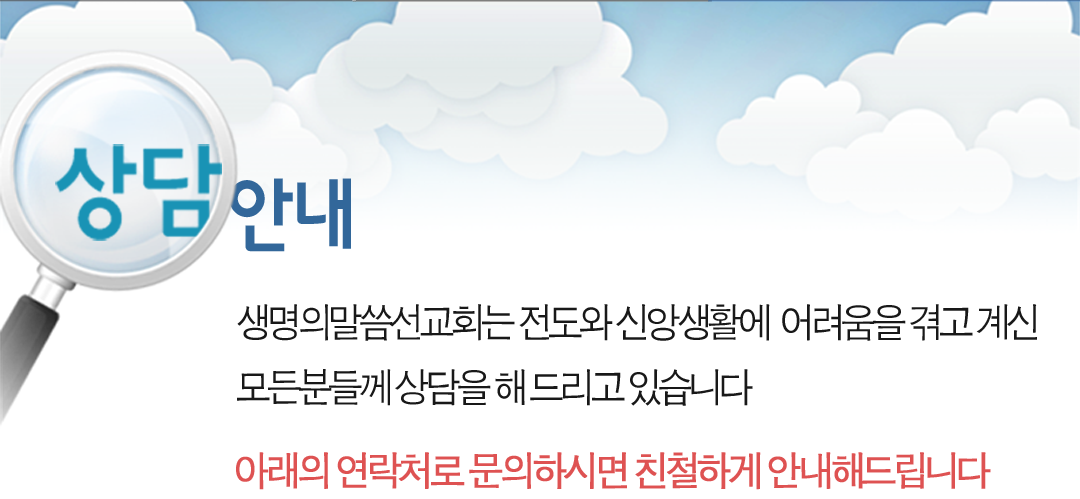 상담안내
생명의말씀선교회는 전도와 신앙생활에 어려움을 겪고 계신
모든분들께 상담을 해 드리고 있습니다
아래의 연락처로 문의하시면 친철하게 안내해드립니다